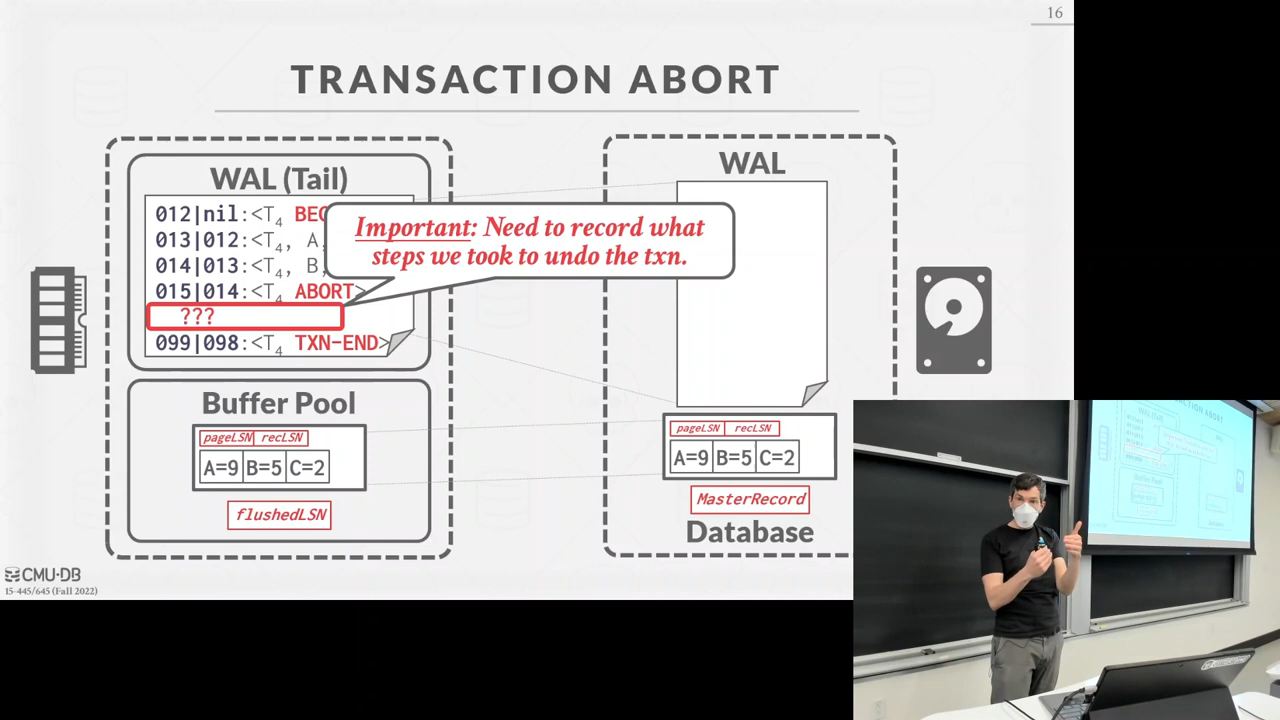 16
TRANSACTION ABORT
WAL (Tail)
012|nil:<T4 BEG
013|012:<T4, A,
014|013:<T4, B,
015|014:<T4 ABORT>
???
099|098:<T4 TXN-END>
Important: Need to record what
steps we took to undo the txn.
Buffer Pool
pageLSN recLSN
A=9 B=5 C=2
flushedLSN
WAL
pageLSN recLSN
A=9 B=5 C=2
MasterRecord
Database
CMU·DB
15-445/645 (Fall 2022)
Buffer Pool